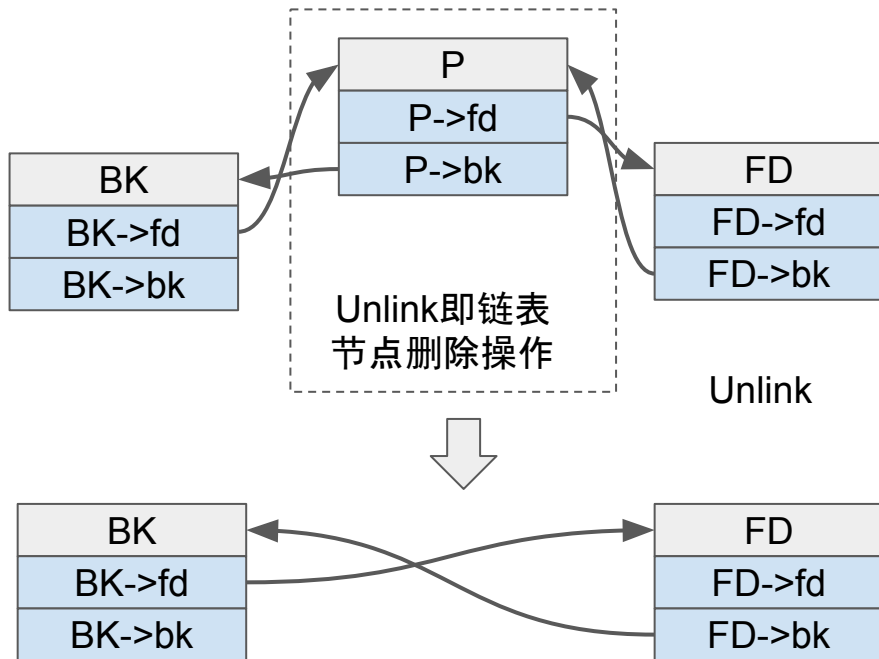 P
P->fd
P->bk
BK
BK->fd
BK->bk
FD
FD->fd
FD->bk
Unlink即链表
节点删除操作
Unlink
BK
BK->fd
BK->bk
FD
FD->fd
FD->bk